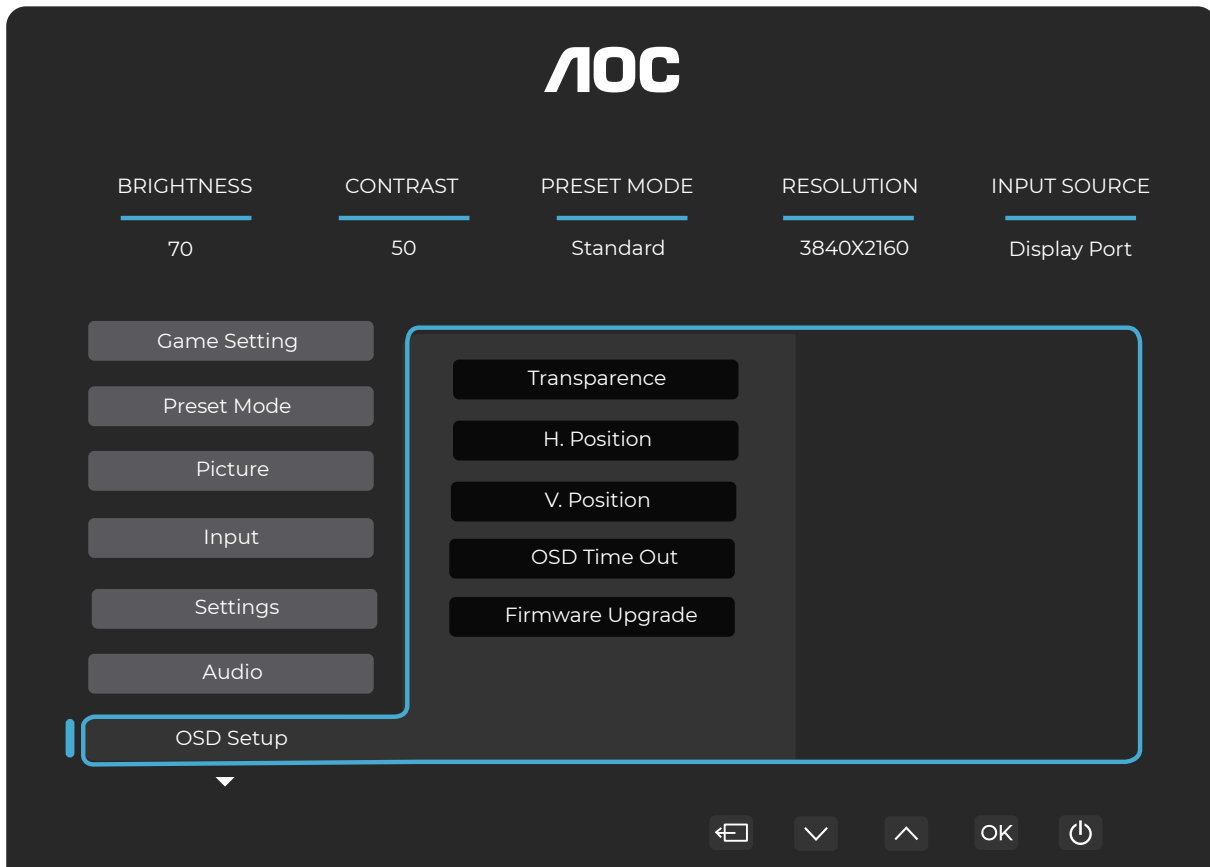 AOC
BRIGHTNESS CONTRAST PRESET MODE RESOLUTION INPUT SOURCE
70 50 Standard 3840X2160 Display Port
Game Setting
Preset Mode
Picture
Input
Settings
Audio
OSD Setup
Transparence
H. Position
V. Position
OSD Time Out
Firmware Upgrade
OK